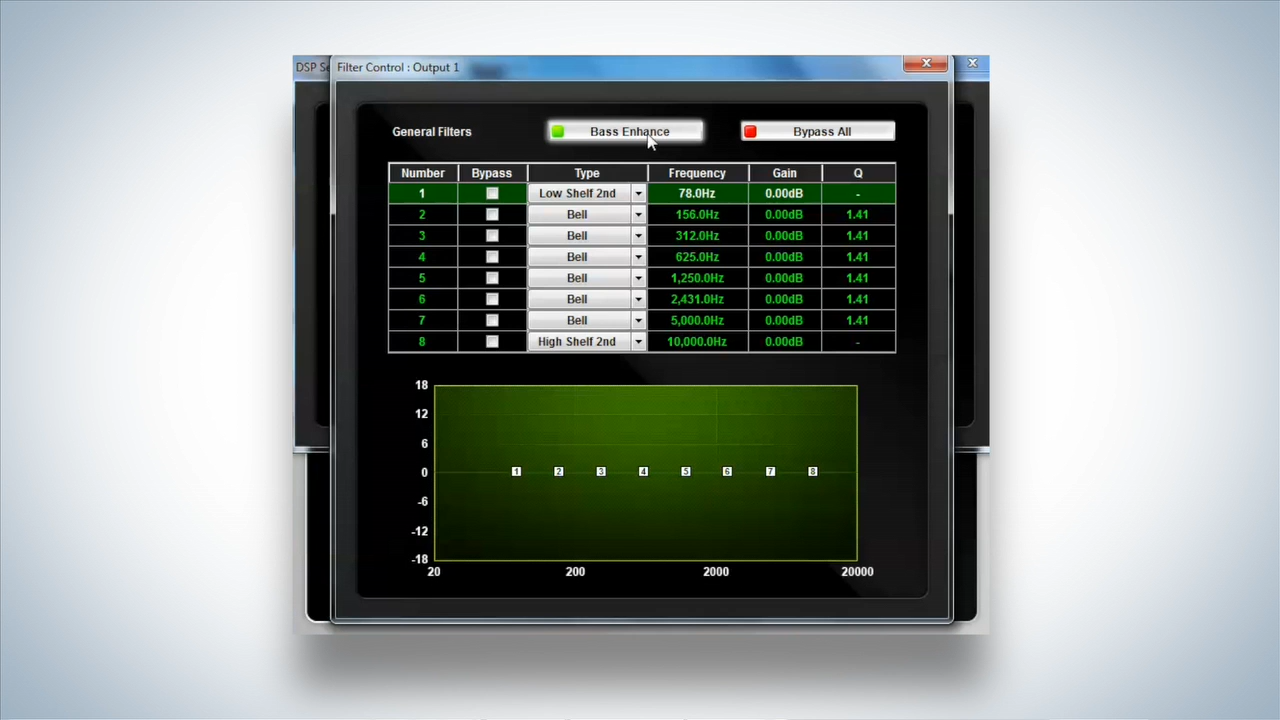 DSP Se Filter Control : Output 1
General Filters Bass Enhance Bypass All
Number Bypass Type Frequency Gain Q
1 Low Shelf 2nd 78.0Hz 0.00dB -
2 Bell 156.0Hz 0.00dB 1.41
3 Bell 312.0Hz 0.00dB 1.41
4 Bell 625.0Hz 0.00dB 1.41
5 Bell 1,250.0Hz 0.00dB 1.41
6 Bell 2,431.0Hz 0.00dB 1.41
7 Bell 5,000.0Hz 0.00dB 1.41
8 High Shelf 2nd 10,000.0Hz 0.00dB -
18
12
6
0 1 2 3 4 5 6 7 8
-6
-12
-18
20 200 2000 20000